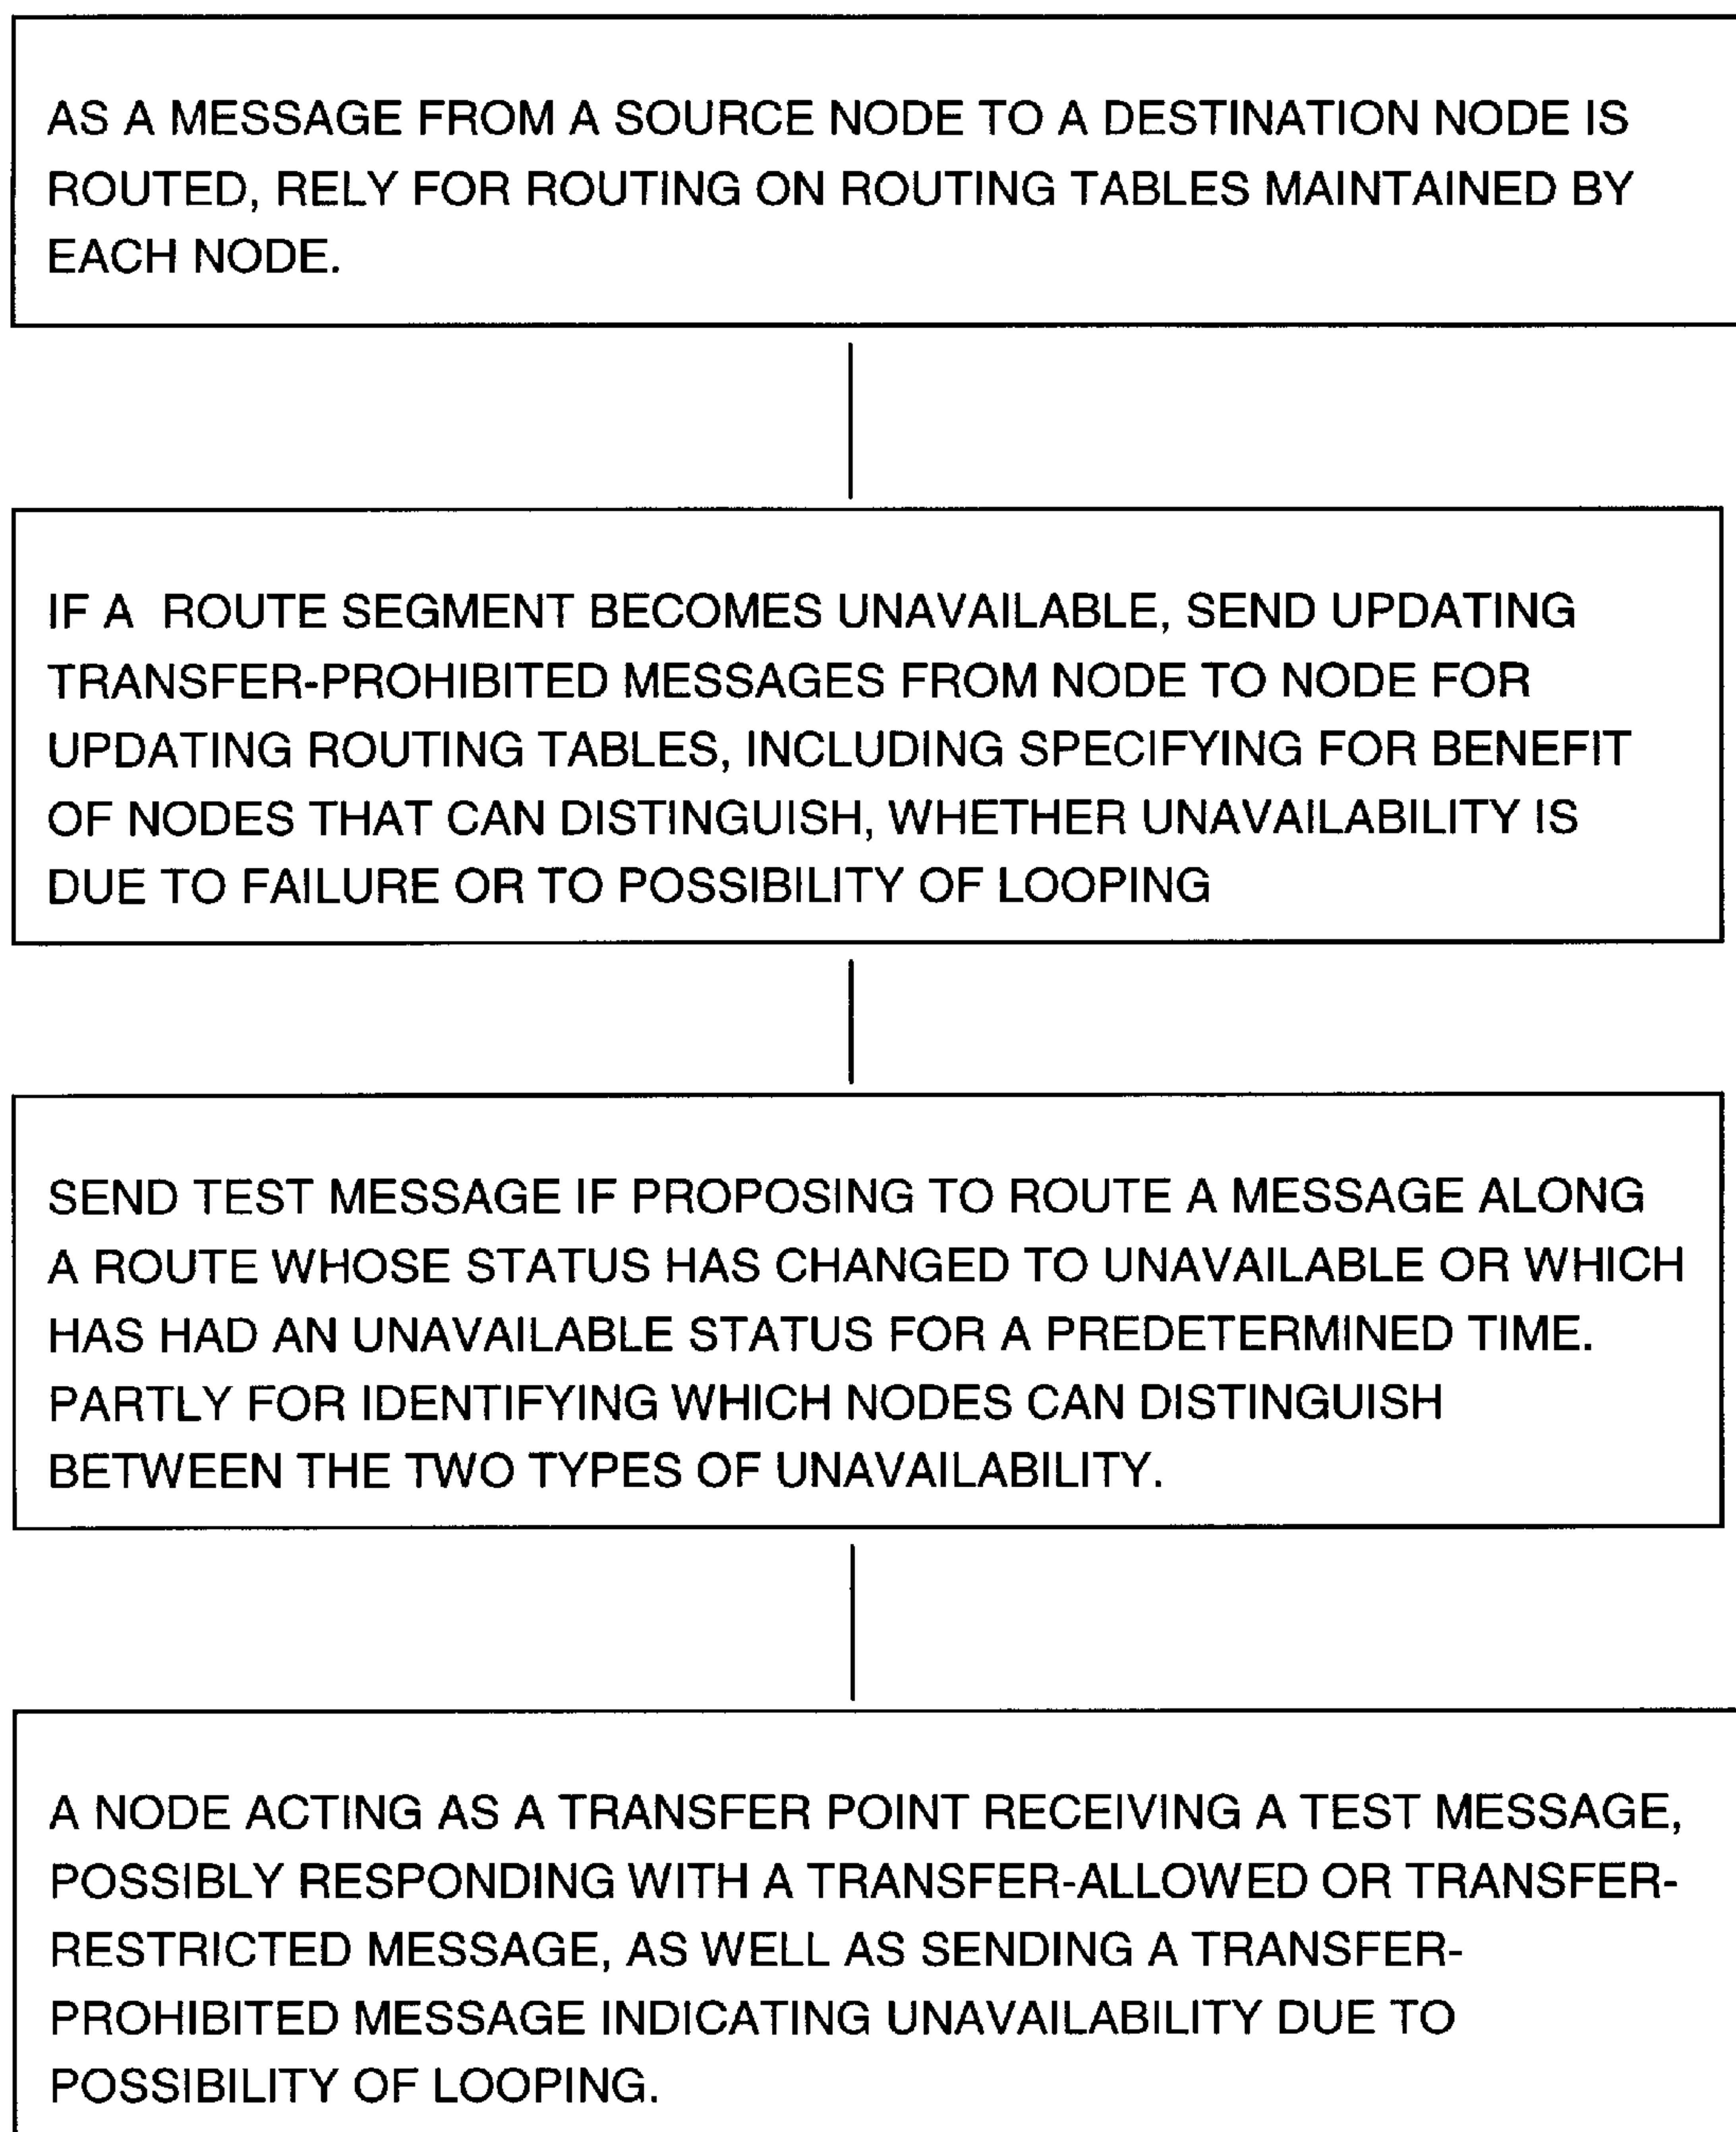 AS A MESSAGE FROM A SOURCE NODE TO A DESTINATION NODE IS
ROUTED, RELY FOR ROUTING ON ROUTING TABLES MAINTAINED BY
EACH NODE.
IF A ROUTE SEGMENT BECOMES UNAVAILABLE, SEND UPDATING
TRANSFER-PROHIBITED MESSAGES FROM NODE TO NODE FOR
UPDATING ROUTING TABLES, INCLUDING SPECIFYING FOR BENEFIT
OF NODES THAT CAN DISTINGUISH, WHETHER UNAVAILABILITY IS
DUE TO FAILURE OR TO POSSIBILITY OF LOOPING
SEND TEST MESSAGE IF PROPOSING TO ROUTE A MESSAGE ALONG
A ROUTE WHOSE STATUS HAS CHANGED TO UNAVAILABLE OR WHICH
HAS HAD AN UNAVAILABLE STATUS FOR A PREDETERMINED TIME.
PARTLY FOR IDENTIFYING WHICH NODES CAN DISTINGUISH
BETWEEN THE TWO TYPES OF UNAVAILABILITY.
A NODE ACTING AS A TRANSFER POINT RECEIVING A TEST MESSAGE,
POSSIBLY RESPONDING WITH A TRANSFER-ALLOWED OR TRANSFER-
RESTRICTED MESSAGE, AS WELL AS SENDING A TRANSFER-
PROHIBITED MESSAGE INDICATING UNAVAILABILITY DUE TO
POSSIBILITY OF LOOPING.